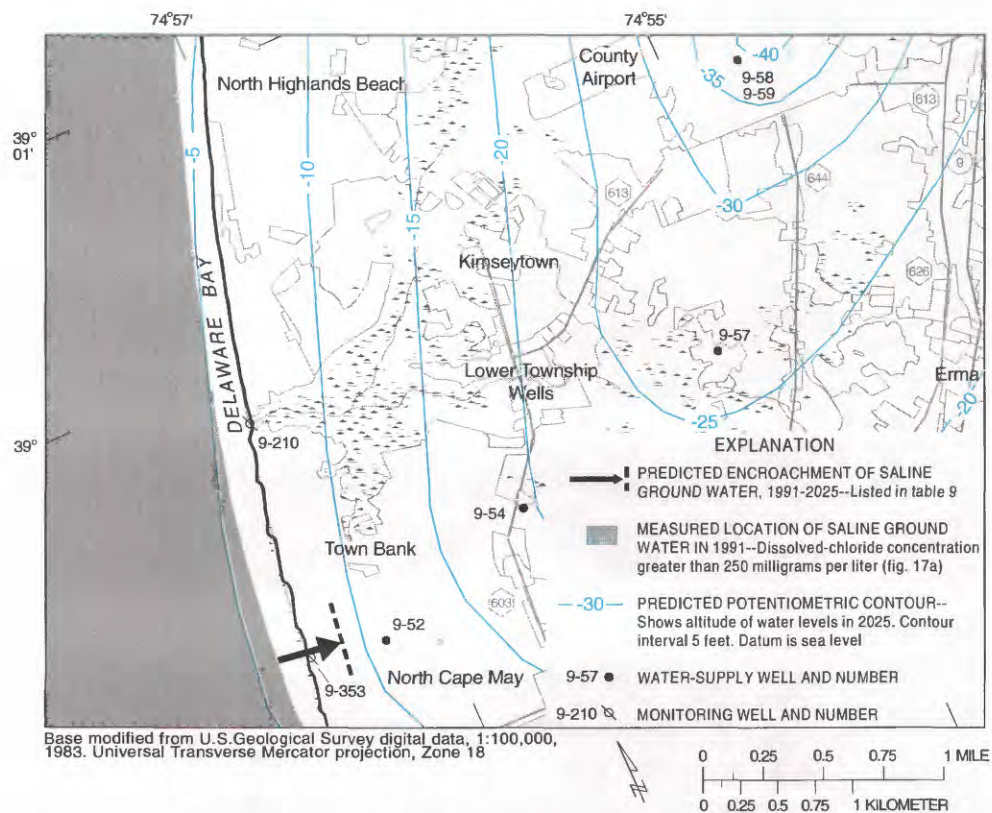 74°57'
74°55'
39°
01'
39°
North Highlands Beach
County
Airport
-40
-35
9-58
9-59
613
9
-5
-10
-15
-20
613
644
-30
Kimseytown
626
DELAWARE BAY
9-57
Lower Township
Wells
Erma
-20
-25
9-210
9-54
Town Bank
603
9-52
9-353
North Cape May
EXPLANATION
PREDICTED ENCROACHMENT OF SALINE
GROUND WATER, 1991-2025--Listed in table 9
MEASURED LOCATION OF SALINE GROUND
WATER IN 1991--Dissolved-chloride concentration
greater than 250 milligrams per liter (fig. 17a)
-30
PREDICTED POTENTIOMETRIC CONTOUR--
Shows altitude of water levels in 2025. Contour
interval 5 feet. Datum is sea level
9-57
WATER-SUPPLY WELL AND NUMBER
9-210
MONITORING WELL AND NUMBER
Base modified from U.S.Geological Survey digital data, 1:100,000,
1983. Universal Transverse Mercator projection, Zone 18
N
0 0.25 0.5 0.75 1 MILE
0 0.25 0.5 0.75 1 KILOMETER